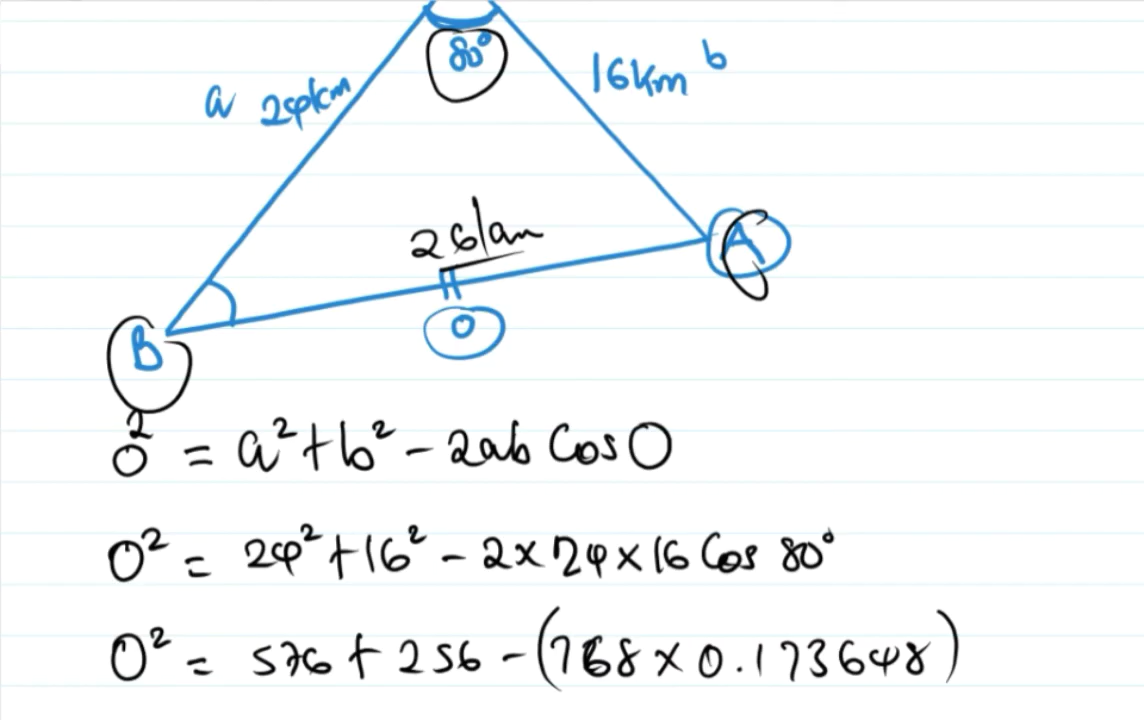 80°
16km b
a 24km
26km
A
O
B
o² = a² + b² - 2ab Cos O
O² = 24² + 16² - 2 × 24 × 16 Cos 80°
O² = 576 + 256 - (768 × 0.173648)